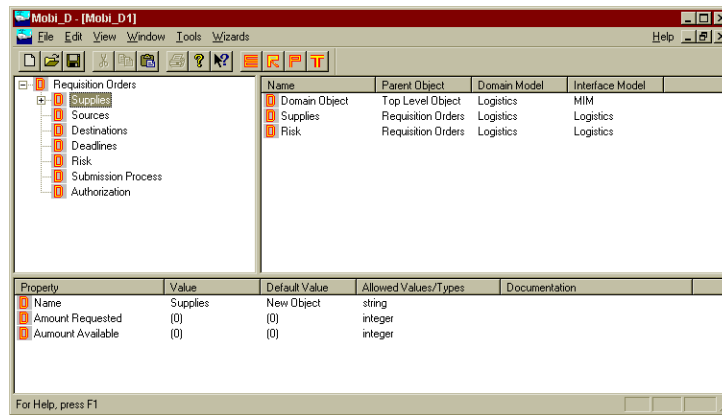 Mobi_D - [Mobi_D1]
File Edit View Window Tools Wizards Help
Requisition Orders
Supplies
Sources
Destinations
Deadlines
Risk
Submission Process
Authorization
Name Parent Object Domain Model Interface Model
Domain Object Top Level Object Logistics MIM
Supplies Requisition Orders Logistics Logistics
Risk Requisition Orders Logistics Logistics
Property Value Default Value Allowed Values/Types Documentation
Name Supplies New Object string
Amount Requested (0) (0) integer
Aumount Available (0) (0) integer
For Help, press F1